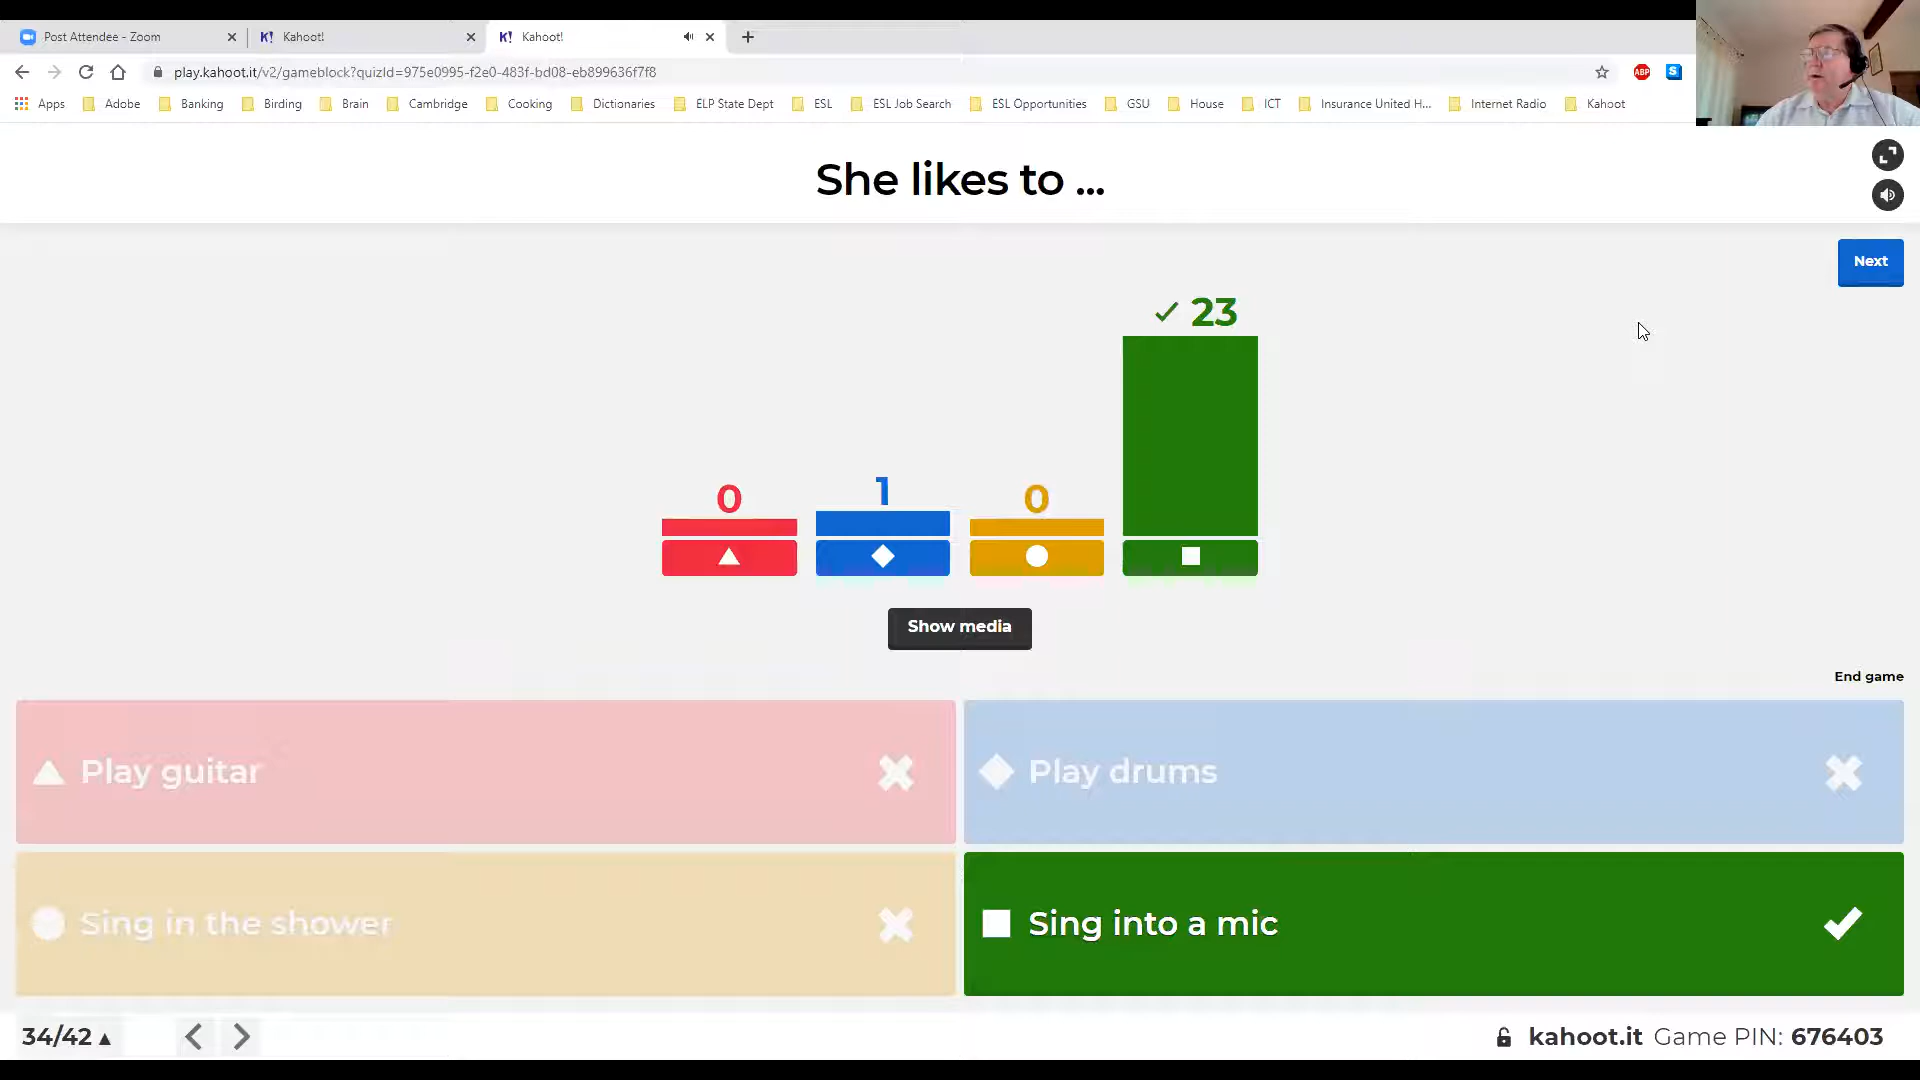 Post Attendee - Zoom
K! Kahoot!
K! Kahoot!
play.kahoot.it/v2/gameblock?quizId=975e0995-f2e0-483f-bd08-eb899636f7f8
ABP
S
Apps Adobe Banking Birding Brain Cambridge Cooking Dictionaries ELP State Dept ESL ESL Job Search ESL Opportunities GSU House ICT Insurance United H... Internet Radio Kahoot
She likes to ...
Next
0
1
0
23
Show media
End game
Play guitar
Play drums
Sing in the shower
Sing into a mic
34/42
kahoot.it Game PIN: 676403